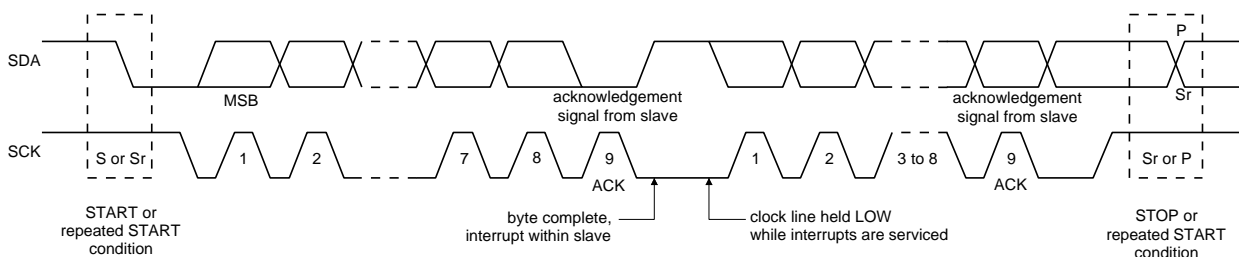 P
SDA
MSB
acknowledgement
signal from slave
acknowledgement
signal from slave
Sr
SCK
S or Sr
1
2
7
8
9
1
2
3 to 8
9
Sr or P
ACK
ACK
START or
repeated START
condition
byte complete,
interrupt within slave
clock line held LOW
while interrupts are serviced
STOP or
repeated START
condition